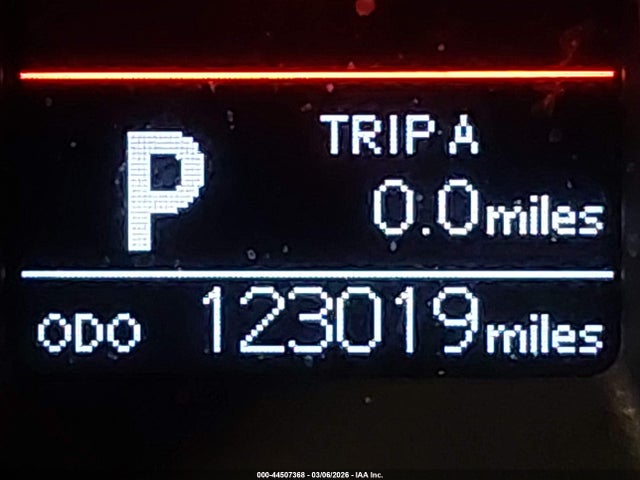 TRIP A
P
0.0 miles
ODO 123019 miles
000-44507368 - 03/06/2026 - IAA Inc.